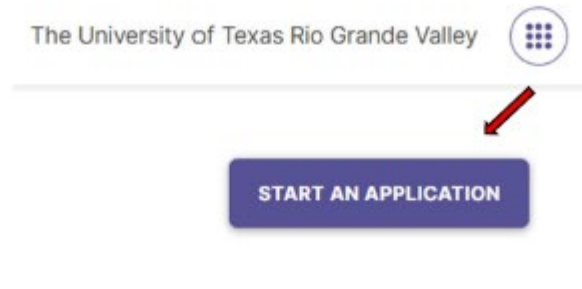 The University of Texas Rio Grande Valley
START AN APPLICATION